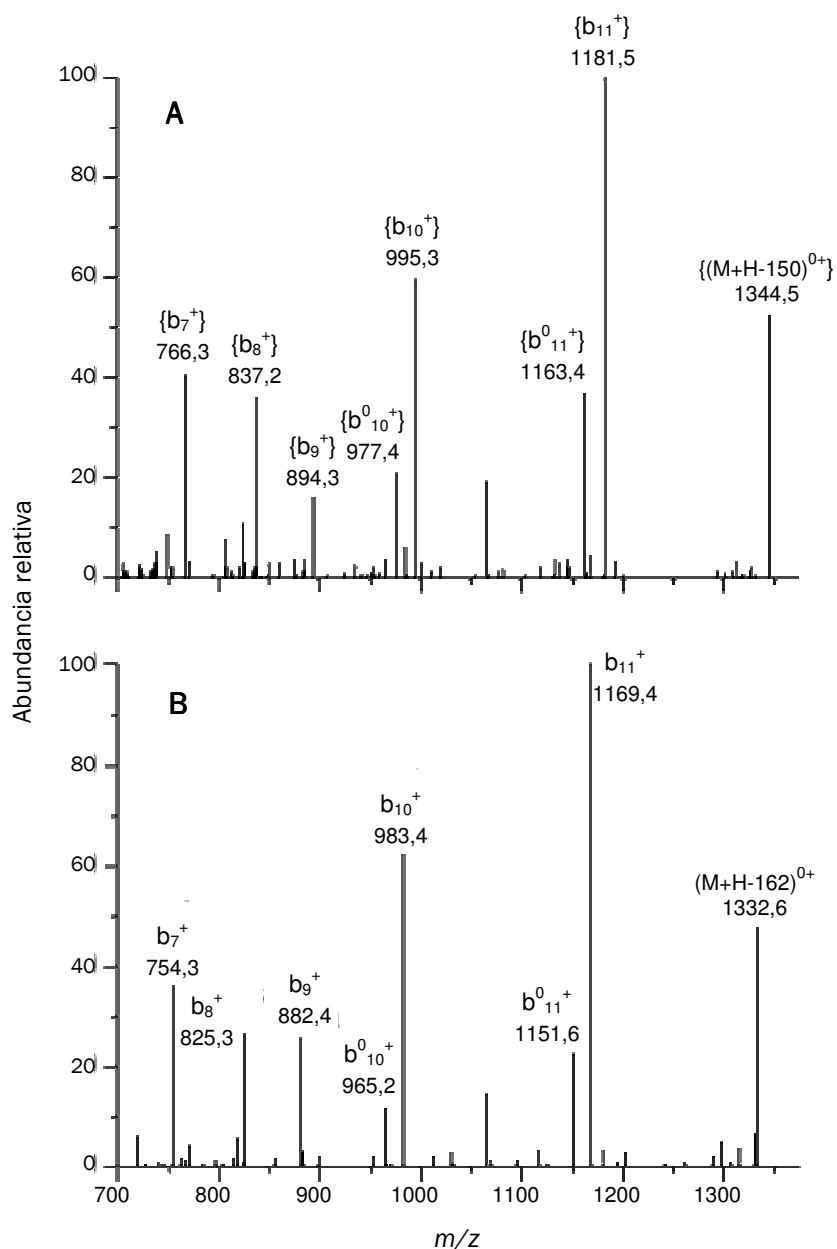 Abundancia relativa
A
100
80
60
40
20
0
{b₇⁺}
766,3
{b₈⁺}
837,2
{b₉⁺}
894,3
{b⁰₁₀⁺}
977,4
{b₁₀⁺}
995,3
{b⁰₁₁⁺}
1163,4
{b₁₁⁺}
1181,5
{(M+H-150)⁰⁺}
1344,5
B
100
80
60
40
20
0
b₇⁺
754,3
b₈⁺
825,3
b₉⁺
882,4
b⁰₁₀⁺
965,2
b₁₀⁺
983,4
b⁰₁₁⁺
1151,6
b₁₁⁺
1169,4
(M+H-162)⁰⁺
1332,6
700 800 900 1000 1100 1200 1300
m/z